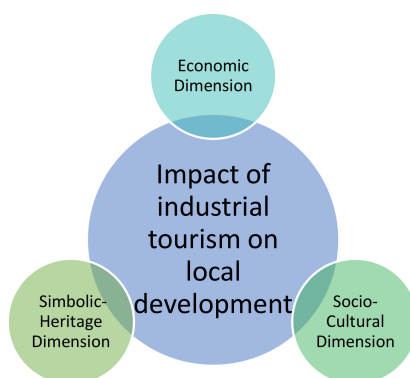 Economic
Dimension
Impact of
industrial
tourism on
local
development
Simbolic-
Heritage
Dimension
Socio-
Cultural
Dimension